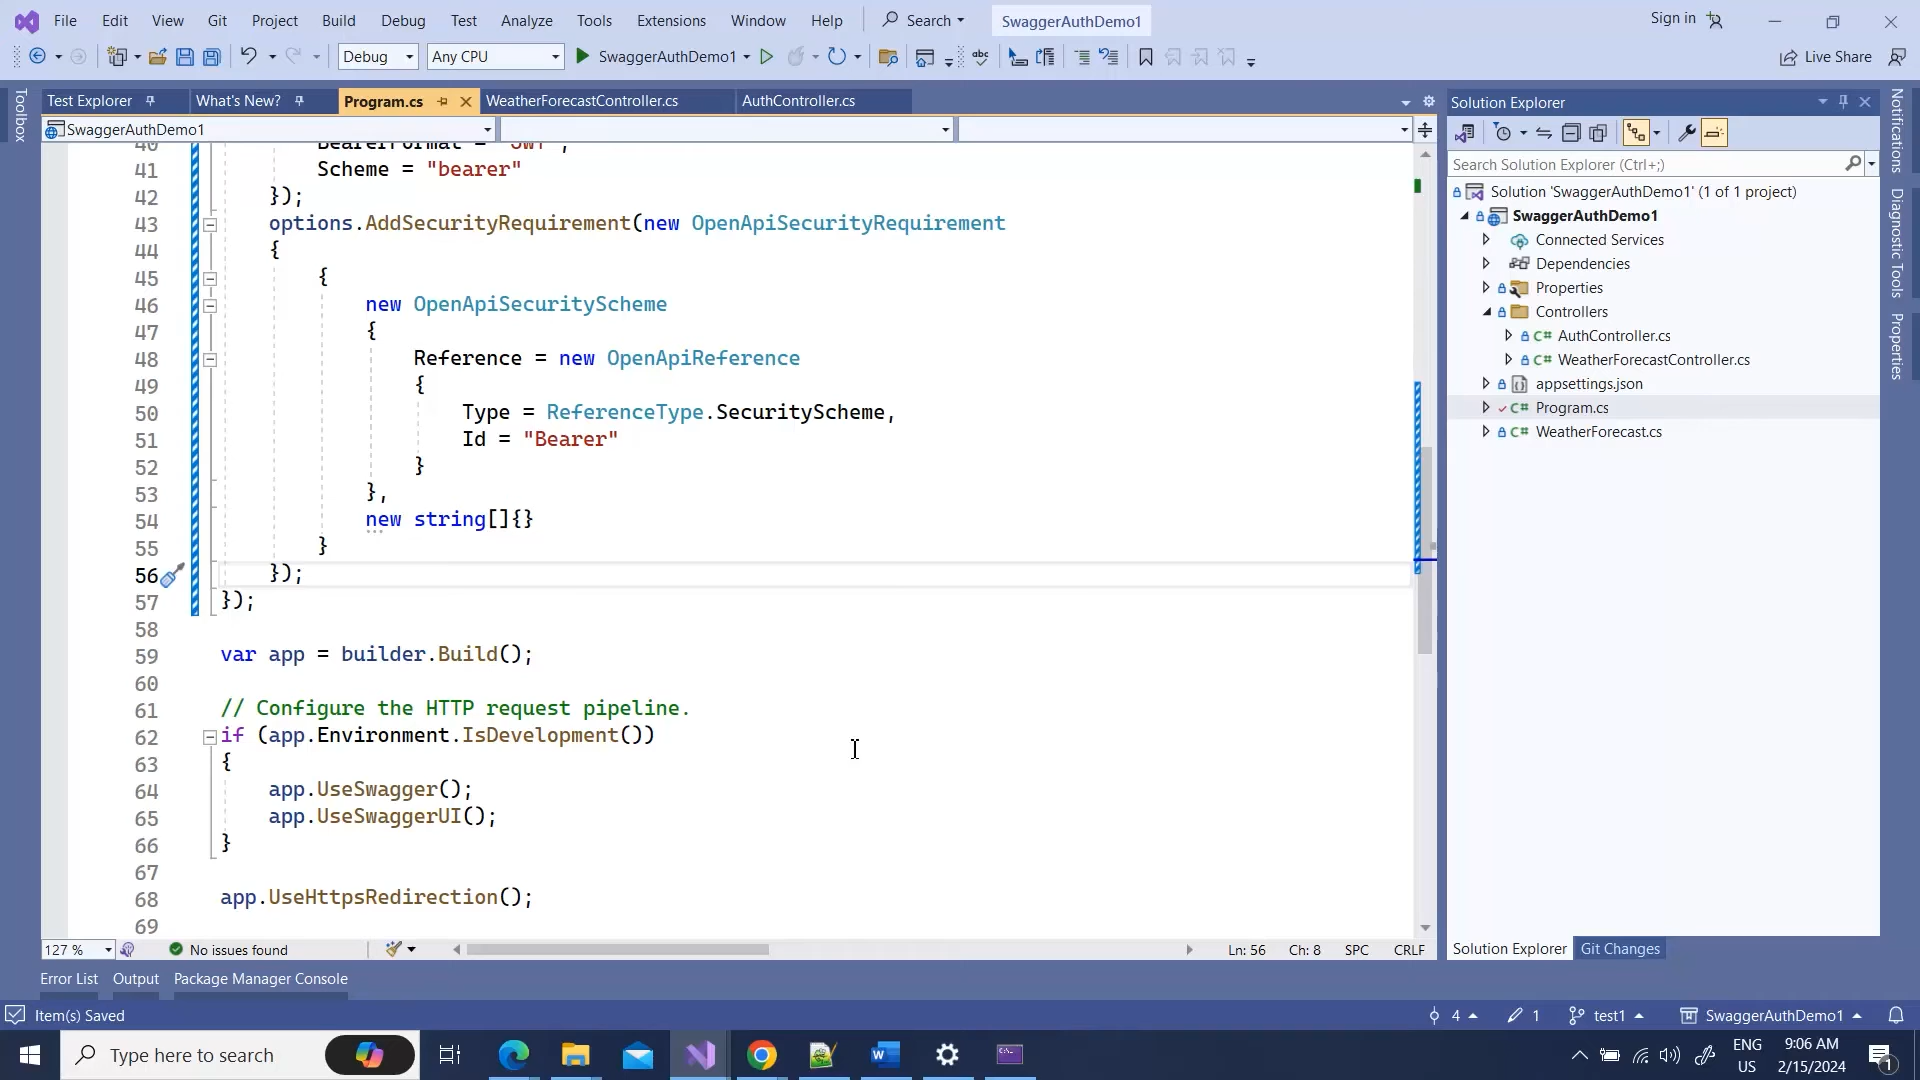 File Edit View Git Project Build Debug Test Analyze Tools Extensions Window Help Search SwaggerAuthDemo1 Sign in
Debug Any CPU SwaggerAuthDemo1 abc Live Share
Toolbox
Test Explorer What's New? Program.cs WeatherForecastController.cs AuthController.cs
SwaggerAuthDemo1
40 BearerFormat = "JWT",
41 Scheme = "bearer"
42 });
43 options.AddSecurityRequirement(new OpenApiSecurityRequirement
44 {
45 {
46 new OpenApiSecurityScheme
47 {
48 Reference = new OpenApiReference
49 {
50 Type = ReferenceType.SecurityScheme,
51 Id = "Bearer"
52 }
53 },
54 new string[]{}
55 }
56 });
57 });
58
59 var app = builder.Build();
60
61 // Configure the HTTP request pipeline.
62 if (app.Environment.IsDevelopment())
63 {
64 app.UseSwagger();
65 app.UseSwaggerUI();
66 }
67
68 app.UseHttpsRedirection();
69
127 % No issues found Ln: 56 Ch: 8 SPC CRLF
Solution Explorer
Search Solution Explorer (Ctrl+;)
Solution 'SwaggerAuthDemo1' (1 of 1 project)
SwaggerAuthDemo1
Connected Services
Dependencies
Properties
Controllers
C# AuthController.cs
C# WeatherForecastController.cs
appsettings.json
C# Program.cs
C# WeatherForecast.cs
Solution Explorer Git Changes
Notifications
Diagnostic Tools
Properties
Error List Output Package Manager Console
Item(s) Saved 4 1 test1 SwaggerAuthDemo1
Type here to search
ENG
US
9:06 AM
2/15/2024
1